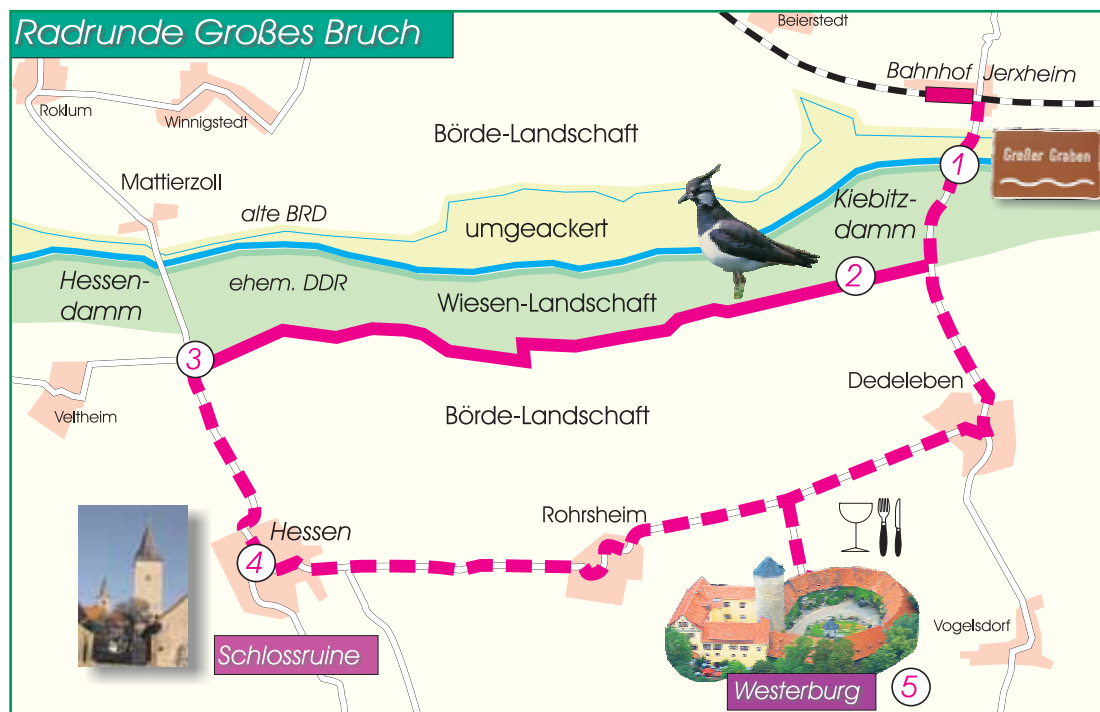 Radrunde Großes Bruch
Beierstedt
Bahnhof Jerxheim
Roklum
Winnigstedt
Börde-Landschaft
1
Großer Graben
Mattierzoll
alte BRD
umgeackert
Kiebitz-
damm
Hessen-
damm
ehem. DDR
Wiesen-Landschaft
2
3
Veltheim
Börde-Landschaft
Dedeleben
Hessen
4
Rohrsheim
Schlossruine
Vogelsdorf
Westerburg
5